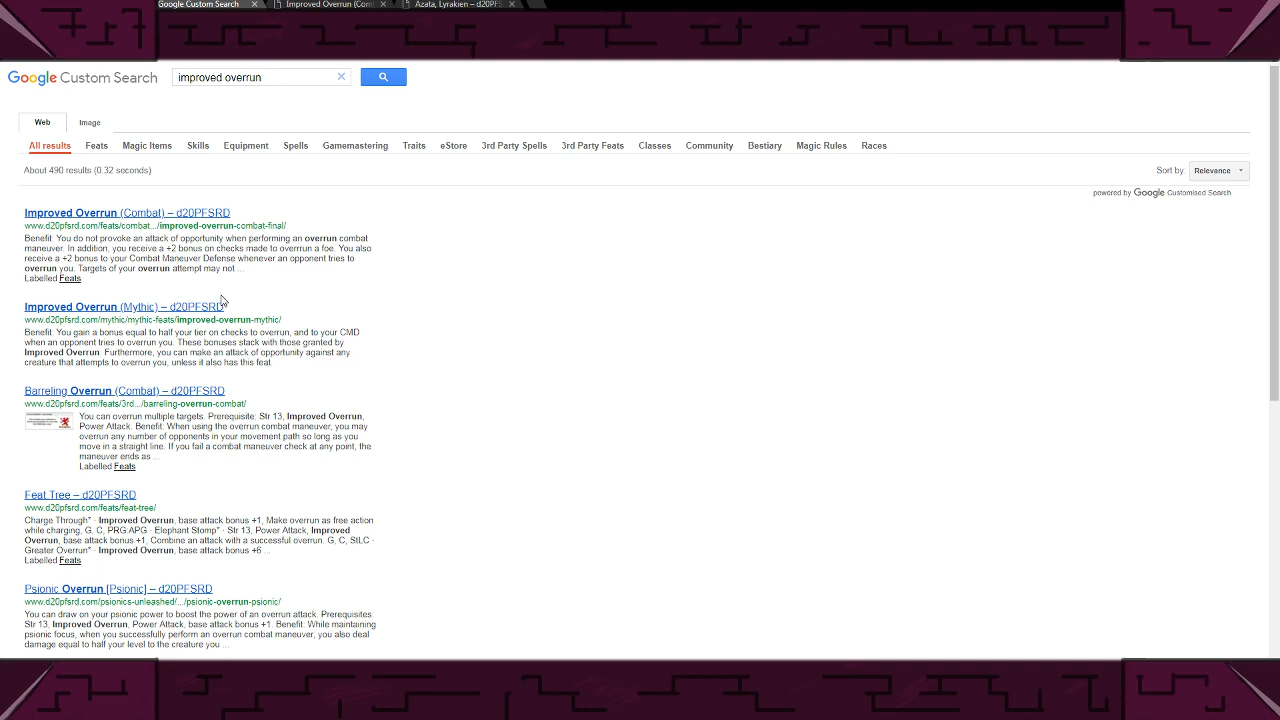 Google Custom Search Improved Overrun (Com Azata, Lyrakien – d20PFS
Google Custom Search improved overrun
Web Image
All results Feats Magic Items Skills Equipment Spells Gamemastering Traits eStore 3rd Party Spells 3rd Party Feats Classes Community Bestiary Magic Rules Races
About 490 results (0.32 seconds) Sort by: Relevance
powered by Google Customised Search
Improved Overrun (Combat) – d20PFSRD
www.d20pfsrd.com/feats/combat.../improved-overrun-combat-final/
Benefit: You do not provoke an attack of opportunity when performing an overrun combat
maneuver. In addition, you receive a +2 bonus on checks made to overrun a foe. You also
receive a +2 bonus to your Combat Maneuver Defense whenever an opponent tries to
overrun you. Targets of your overrun attempt may not ...
Labelled Feats
Improved Overrun (Mythic) – d20PFSRD
www.d20pfsrd.com/mythic/mythic-feats/improved-overrun-mythic/
Benefit: You gain a bonus equal to half your tier on checks to overrun, and to your CMD
when an opponent tries to overrun you. These bonuses stack with those granted by
Improved Overrun. Furthermore, you can make an attack of opportunity against any
creature that attempts to overrun you, unless it also has this feat.
Barreling Overrun (Combat) – d20PFSRD
www.d20pfsrd.com/feats/3rd.../barreling-overrun-combat/
You can overrun multiple targets. Prerequisite: Str 13, Improved Overrun,
Power Attack. Benefit: When using the overrun combat maneuver, you may
overrun any number of opponents in your movement path so long as you
move in a straight line. If you fail a combat maneuver check at any point, the
maneuver ends as ...
Labelled Feats
Feat Tree – d20PFSRD
www.d20pfsrd.com/feats/feat-tree/
Charge Through* · Improved Overrun, base attack bonus +1, Make overrun as free action
while charging, G, C, PRG:APG · Elephant Stomp* · Str 13, Power Attack, Improved
Overrun, base attack bonus +1, Combine an attack with a successful overrun. G, C, StLC ·
Greater Overrun* · Improved Overrun, base attack bonus +6 ...
Labelled Feats
Psionic Overrun [Psionic] – d20PFSRD
www.d20pfsrd.com/psionics-unleashed/.../psionic-overrun-psionic/
You can draw on your psionic power to boost the power of an overrun attack. Prerequisites:
Str 13, Improved Overrun, Power Attack, base attack bonus +1. Benefit: While maintaining
psionic focus, when you successfully perform an overrun combat maneuver, you also deal
damage equal to half your level to the creature you ...